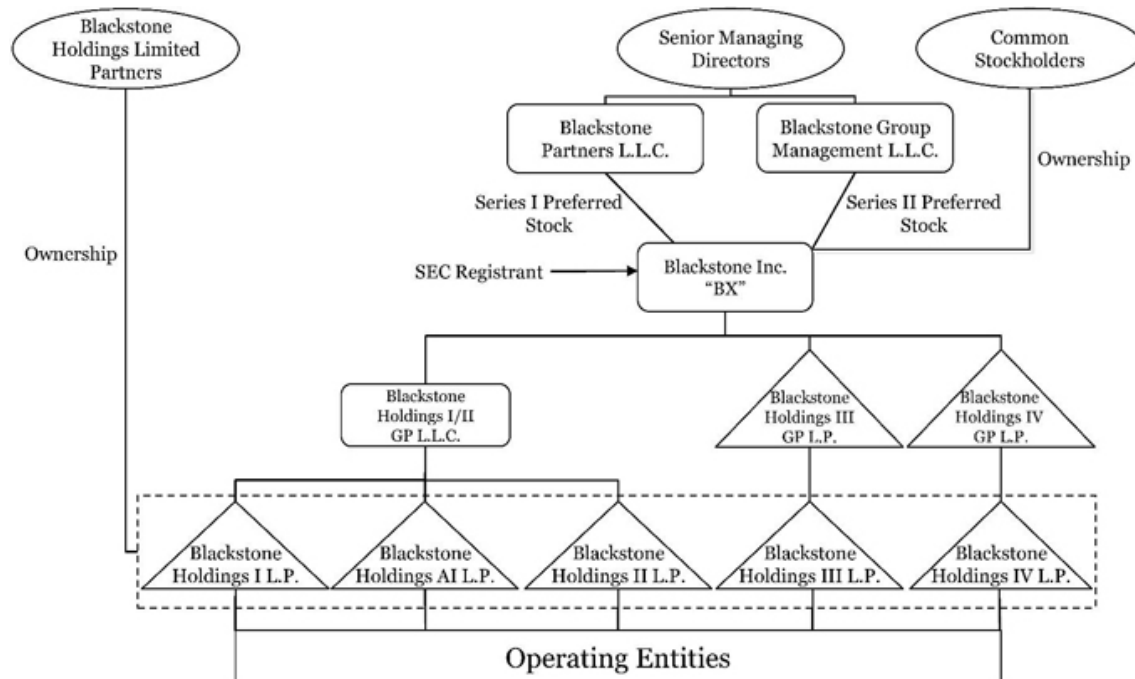 Blackstone
Holdings Limited
Partners
Senior Managing
Directors
Common
Stockholders
Blackstone
Partners L.L.C.
Blackstone Group
Management L.L.C.
Ownership
Series I Preferred
Stock
Series II Preferred
Stock
Ownership
SEC Registrant
Blackstone Inc.
“BX”
Blackstone
Holdings I/II
GP L.L.C.
Blackstone
Holdings III
GP L.P.
Blackstone
Holdings IV
GP L.P.
Blackstone
Holdings I L.P.
Blackstone
Holdings AI L.P.
Blackstone
Holdings II L.P.
Blackstone
Holdings III L.P.
Blackstone
Holdings IV L.P.
Operating Entities